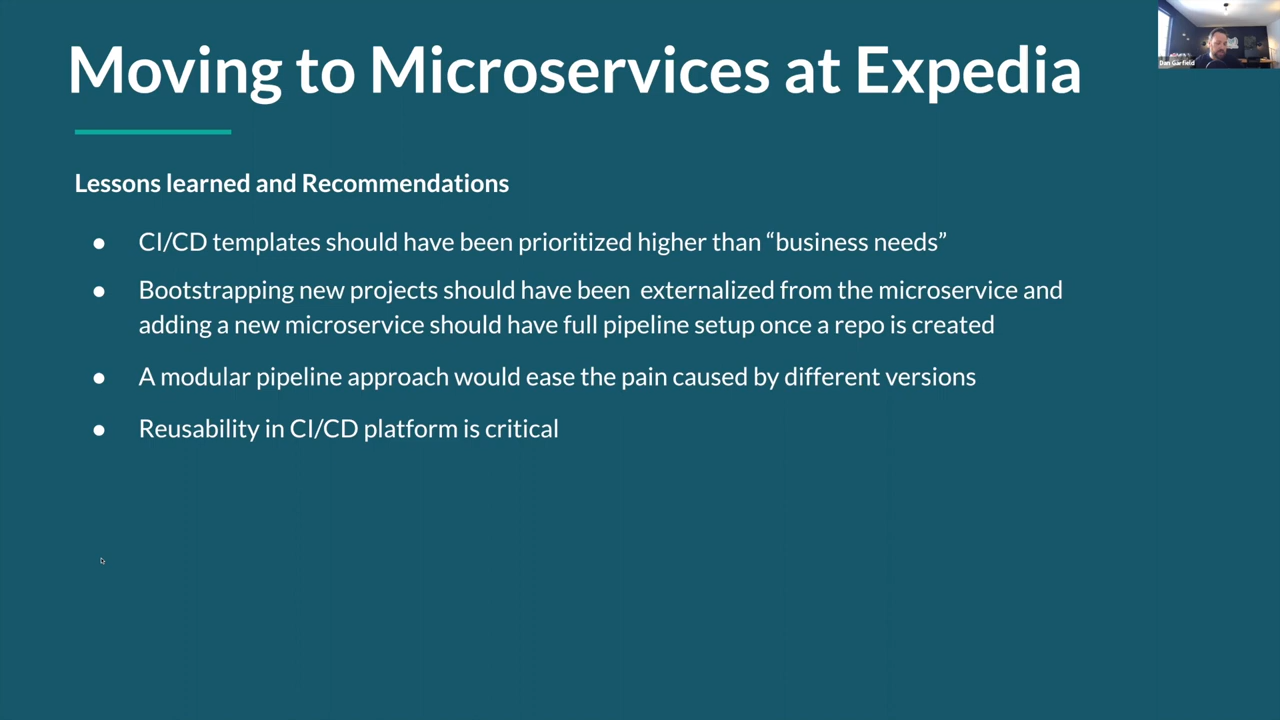 Moving to Microservices at Expedia
Dan Garfield
Lessons learned and Recommendations
● CI/CD templates should have been prioritized higher than “business needs”
● Bootstrapping new projects should have been  externalized from the microservice and
adding a new microservice should have full pipeline setup once a repo is created
● A modular pipeline approach would ease the pain caused by different versions
● Reusability in CI/CD platform is critical